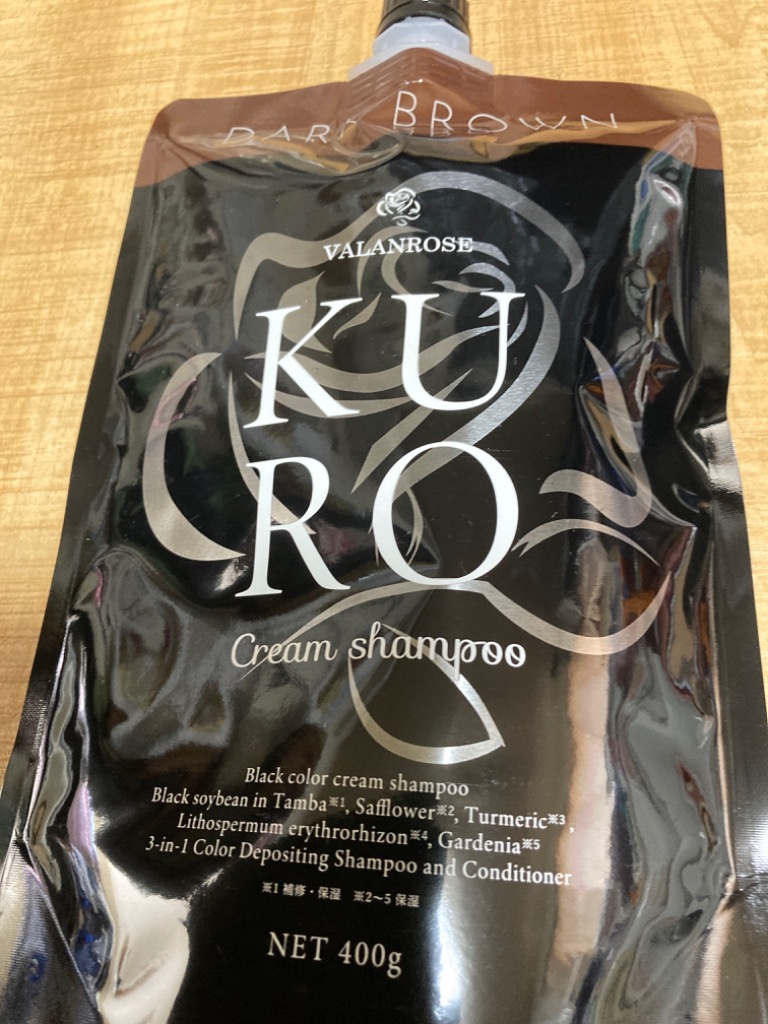 DARK BROWN
VALANROSE
KU
RO
Cream shampoo
Black color cream shampoo
Black soybean in Tamba※1, Safflower※2, Turmeric※3,
Lithospermum erythrorhizon※4, Gardenia※5
3-in-1 Color Depositing Shampoo and Conditioner
※1 補修・保湿　※2～5 保湿
NET 400g